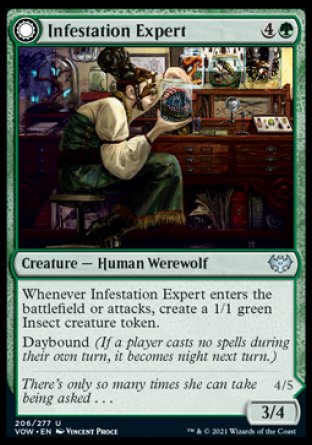 Infestation Expert 4
Creature — Human Werewolf
Whenever Infestation Expert enters the
battlefield or attacks, create a 1/1 green
Insect creature token.
Daybound (If a player casts no spells during
their own turn, it becomes night next turn.)
There's only so many times she can take
being asked . . . 4/5
3/4
206/277 U
VOW • EN Vincent Proce ™ & © 2021 Wizards of the Coast